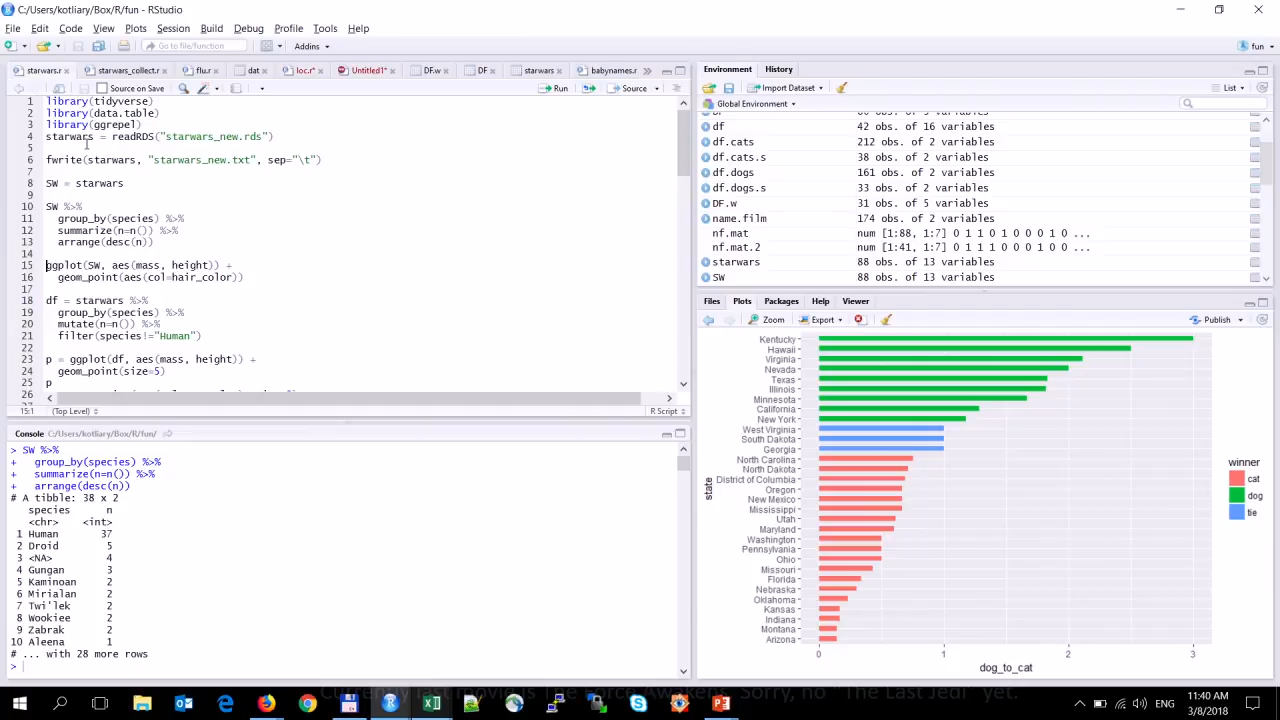 C:/Users/kotliary/Box/R/fun - RStudio
File Edit Code View Plots Session Build Debug Profile Tools Help
Go to file/function Addins fun
starwars.r starwars_collect.r flu.r dat loc.r* Untitled1* DF.w DF starwars babynames.r
Source on Save Run Source
1 library(tidyverse)
2 library(data.table)
3 library(ggrepel)
4 starwars = readRDS("starwars_new.rds")
5
6 fwrite(starwars, "starwars_new.txt", sep="\t")
7
8 SW = starwars
9
10 SW %>%
11 group_by(species) %>%
12 summarize(n=n()) %>%
13 arrange(desc(n))
14
15 ggplot(SW, aes(mass, height)) +
16 geom_point(aes(col=hair_color))
17
18 df = starwars %>%
19 group_by(species) %>%
20 mutate(n=n()) %>%
21 filter(species!="Human")
22
23 p = ggplot(df, aes(mass, height)) +
24 geom_point(size=5)
25 p
26
15:1 (Top Level) R Script
Console C:/Users/kotliary/Box/R/fun/
> SW %>%
+ group_by(species) %>%
+ summarize(n=n()) %>%
+ arrange(desc(n))
# A tibble: 38 x 2
species n
<chr> <int>
1 Human 37
2 Droid 5
3 <NA> 4
4 Gungan 3
5 Kaminoan 2
6 Mirialan 2
7 Twi'lek 2
8 Wookiee 2
9 Zabrak 2
10 Aleena 1
# ... with 28 more rows
>
Environment History
Import Dataset List
Global Environment
df 42 obs. of 16 variables
df.cats 212 obs. of 2 variables
df.cats.s 38 obs. of 2 variables
df.dogs 161 obs. of 2 variables
df.dogs.s 33 obs. of 2 variables
DF.w 31 obs. of 5 variables
name.film 174 obs. of 2 variables
nf.mat num [1:88, 1:7] 0 1 1 0 1 0 0 0 1 0 ...
nf.mat.2 num [1:41, 1:7] 0 1 1 1 0 0 0 1 0 0 ...
starwars 88 obs. of 13 variables
SW 88 obs. of 13 variables
Files Plots Packages Help Viewer
Zoom Export Publish
Kentucky
Hawaii
Virginia
Nevada
Texas
Illinois
Minnesota
California
New York
West Virginia
South Dakota
Georgia
North Carolina
North Dakota
District of Columbia
Oregon
New Mexico
Mississippi
Utah
Maryland
Washington
Pennsylvania
Ohio
Missouri
Florida
Nebraska
Oklahoma
Kansas
Indiana
Montana
Arizona
state
0 1 2 3
dog_to_cat
winner
cat
dog
tie
movie is The Force Awakens. Sorry, no "The Last Jedi" yet.
ENG
11:40 AM
3/8/2018